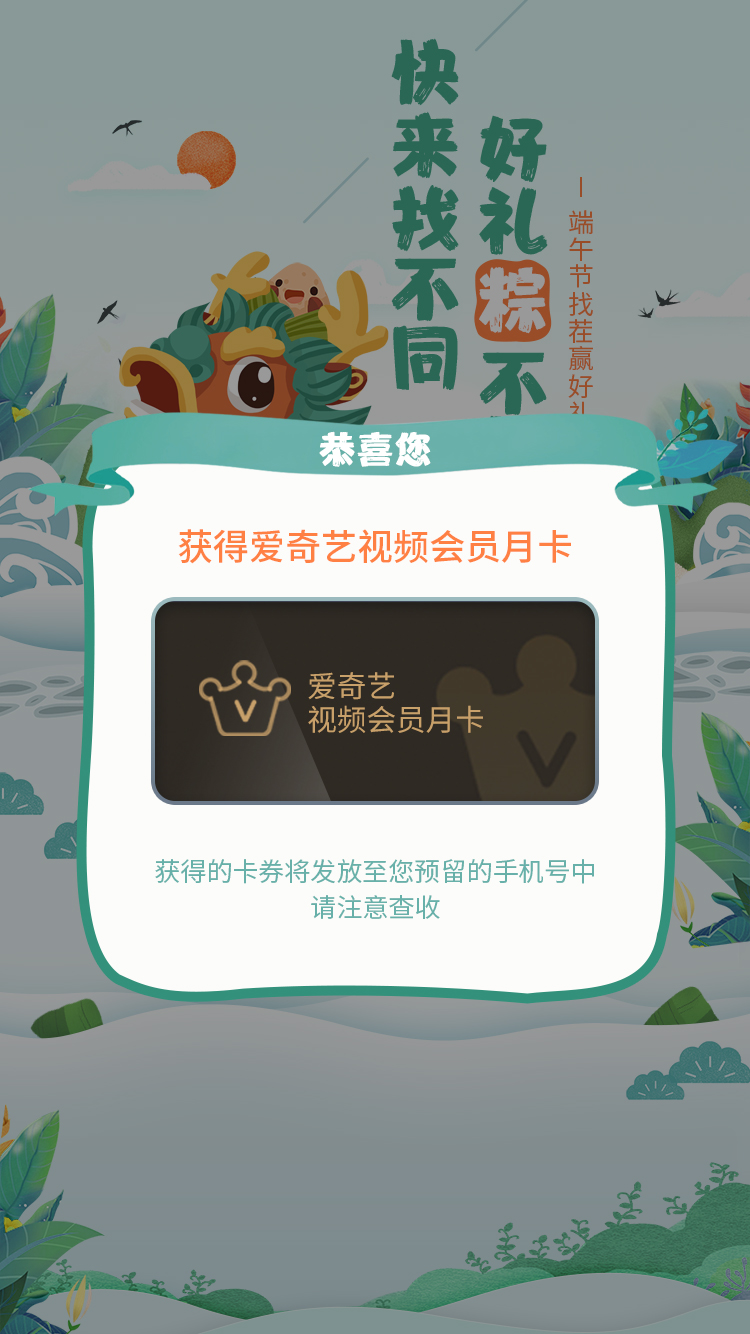 快来找不同
好礼粽不
端午节找茬赢好礼
恭喜您
获得爱奇艺视频会员月卡
爱奇艺
视频会员月卡
获得的卡券将发放至您预留的手机号中
请注意查收